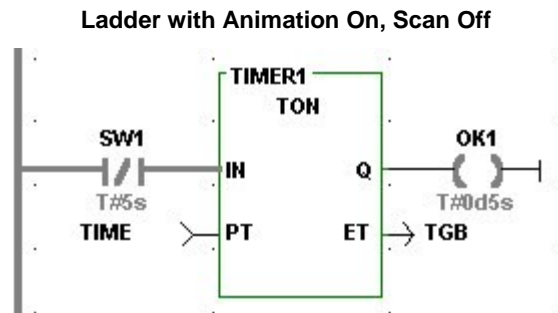 Ladder with Animation On, Scan Off
TIMER1
TON
SW1
OK1
IN
Q
T#5s
T#0d5s
TIME
PT
ET
TGB